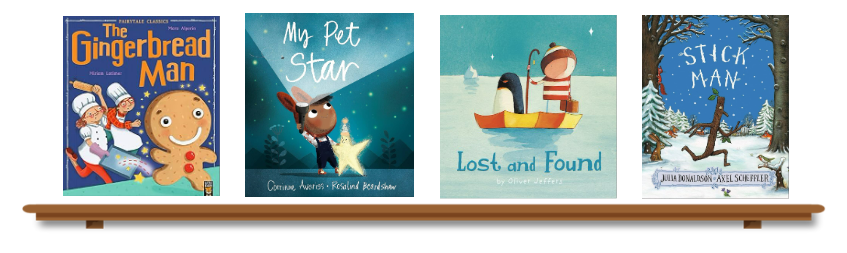 FAIRYTALE CLASSICS
The
Gingerbread
Man
My Pet
Star
Corrinne Averiss • Rosalind Beardshaw
Lost and Found
by Oliver Jeffers
STICK
MAN
JULIA DONALDSON • AXEL SCHEFFLER